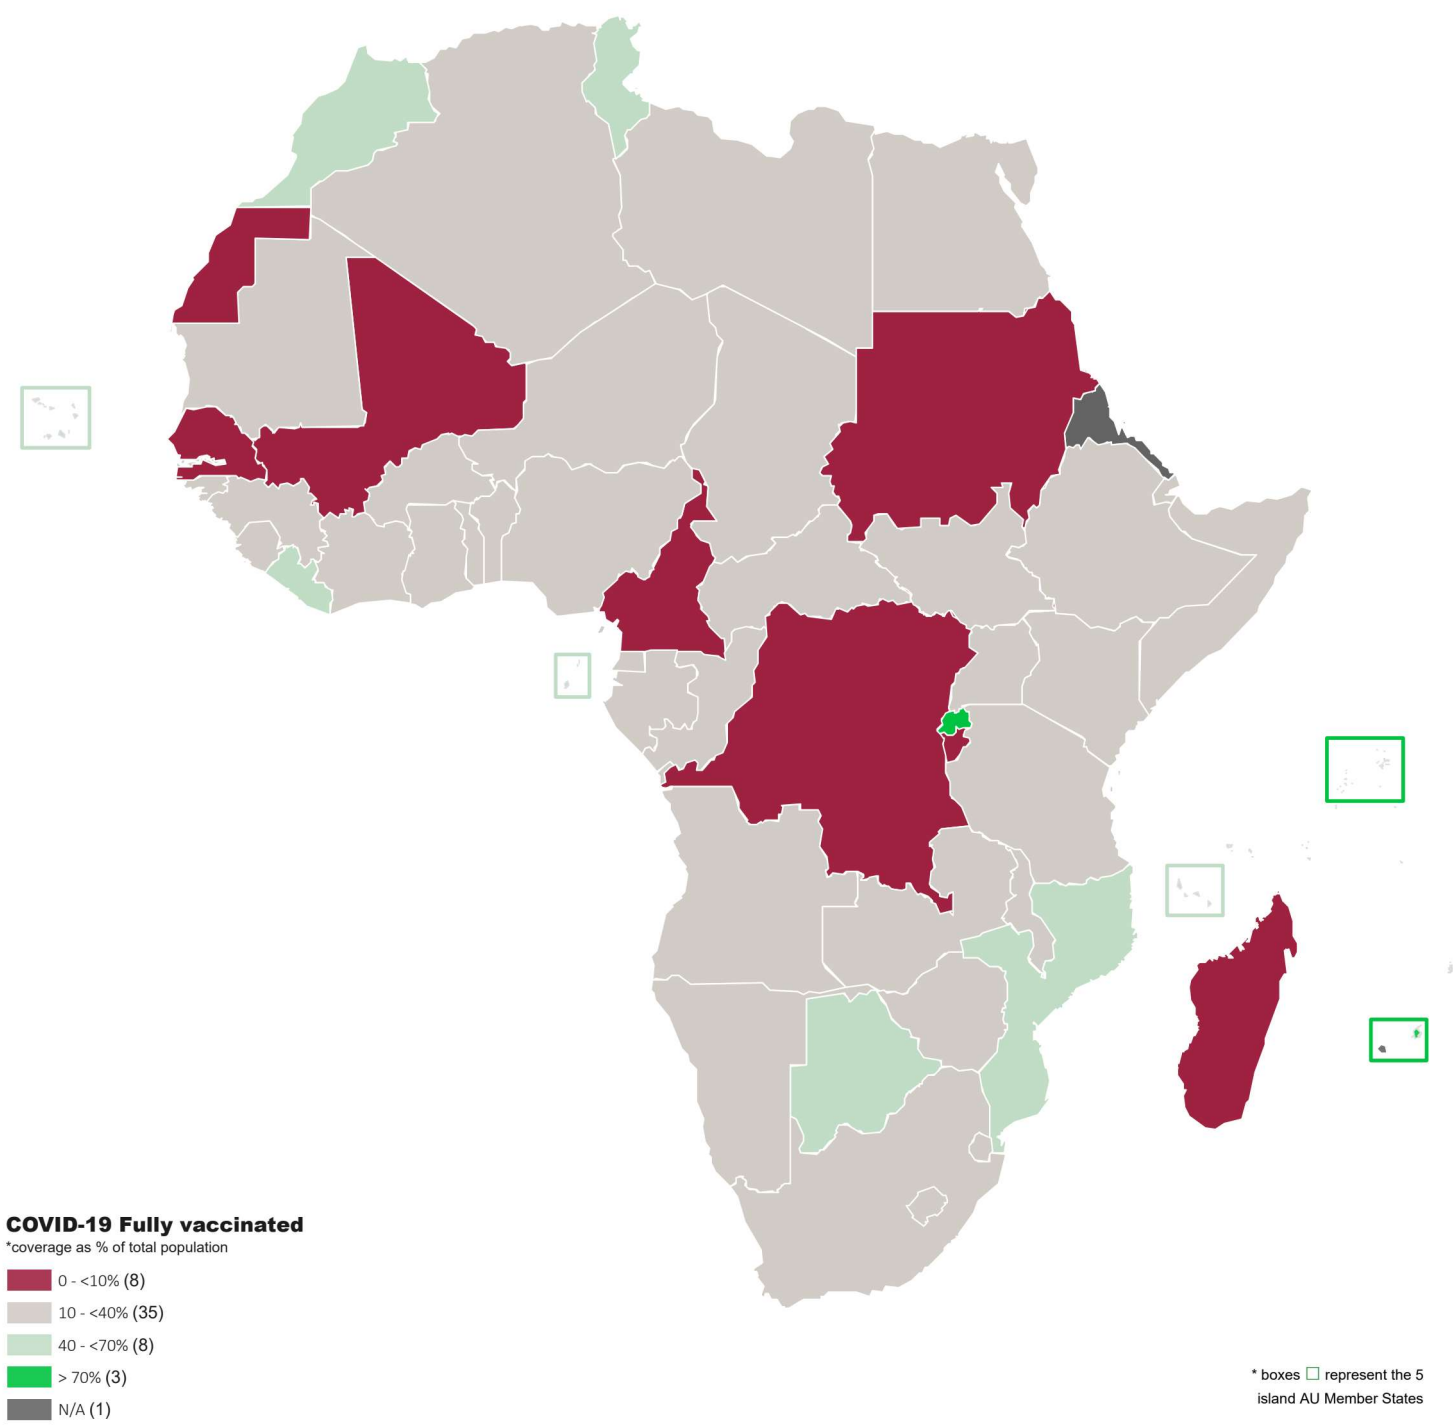 COVID-19 Fully vaccinated
*coverage as % of total population
0 - <10% (8)
10 - <40% (35)
40 - <70% (8)
> 70% (3)
N/A (1)
* boxes □ represent the 5
island AU Member States